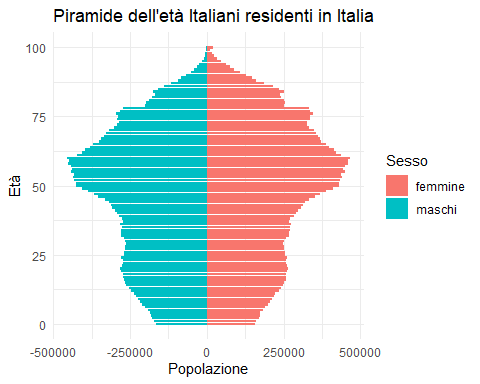 Piramide dell'età Italiani residenti in Italia
100
75
50
25
0
Età
-500000 -250000 0 250000 500000
Popolazione
Sesso
femmine
maschi